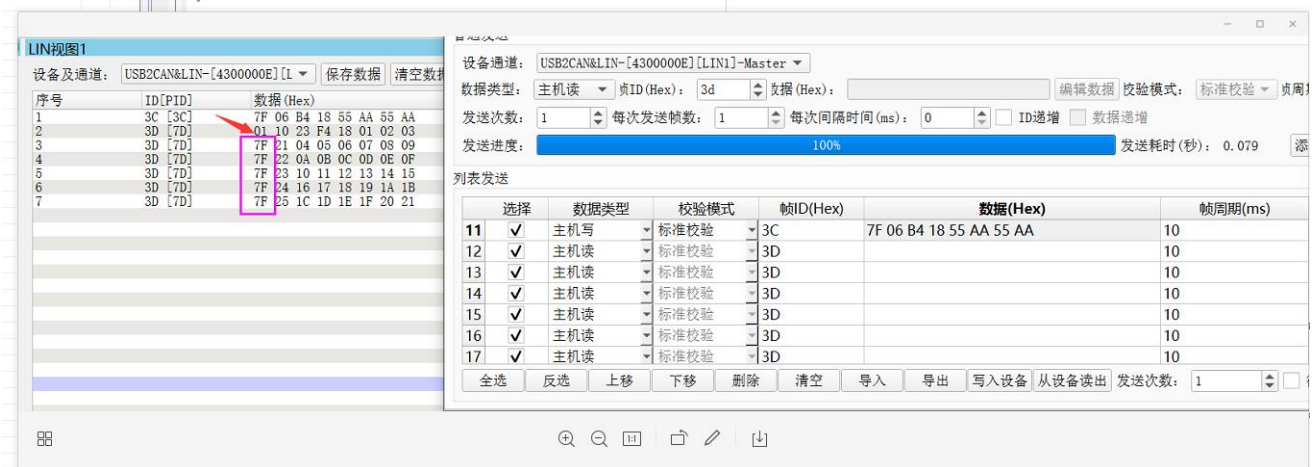 LIN视图1
设备及通道： USB2CAN&LIN-[4300000E][L 保存数据 清空数据
序号 ID[PID] 数据(Hex)
1 3C [3C] 7F 06 B4 18 55 AA 55 AA
2 3D [7D] 01 10 23 F4 18 01 02 03
3 3D [7D] 7F 21 04 05 06 07 08 09
4 3D [7D] 7F 22 0A 0B 0C 0D 0E 0F
5 3D [7D] 7F 23 10 11 12 13 14 15
6 3D [7D] 7F 24 16 17 18 19 1A 1B
7 3D [7D] 7F 25 1C 1D 1E 1F 20 21
设备通道： USB2CAN&LIN-[4300000E][LIN1]-Master
数据类型： 主机读 帧ID(Hex)： 3d 数据(Hex)： 编辑数据 校验模式： 标准校验
发送次数： 1 每次发送帧数： 1 每次间隔时间(ms)： 0 ID递增 数据递增
发送进度： 100% 发送耗时(秒)： 0.079 添
列表发送
选择 数据类型 校验模式 帧ID(Hex) 数据(Hex) 帧周期(ms)
11 主机写 标准校验 3C 7F 06 B4 18 55 AA 55 AA 10
12 主机读 标准校验 3D 10
13 主机读 标准校验 3D 10
14 主机读 标准校验 3D 10
15 主机读 标准校验 3D 10
16 主机读 标准校验 3D 10
17 主机读 标准校验 3D 10
全选 反选 上移 下移 删除 清空 导入 导出 写入设备 从设备读出 发送次数： 1
1:1